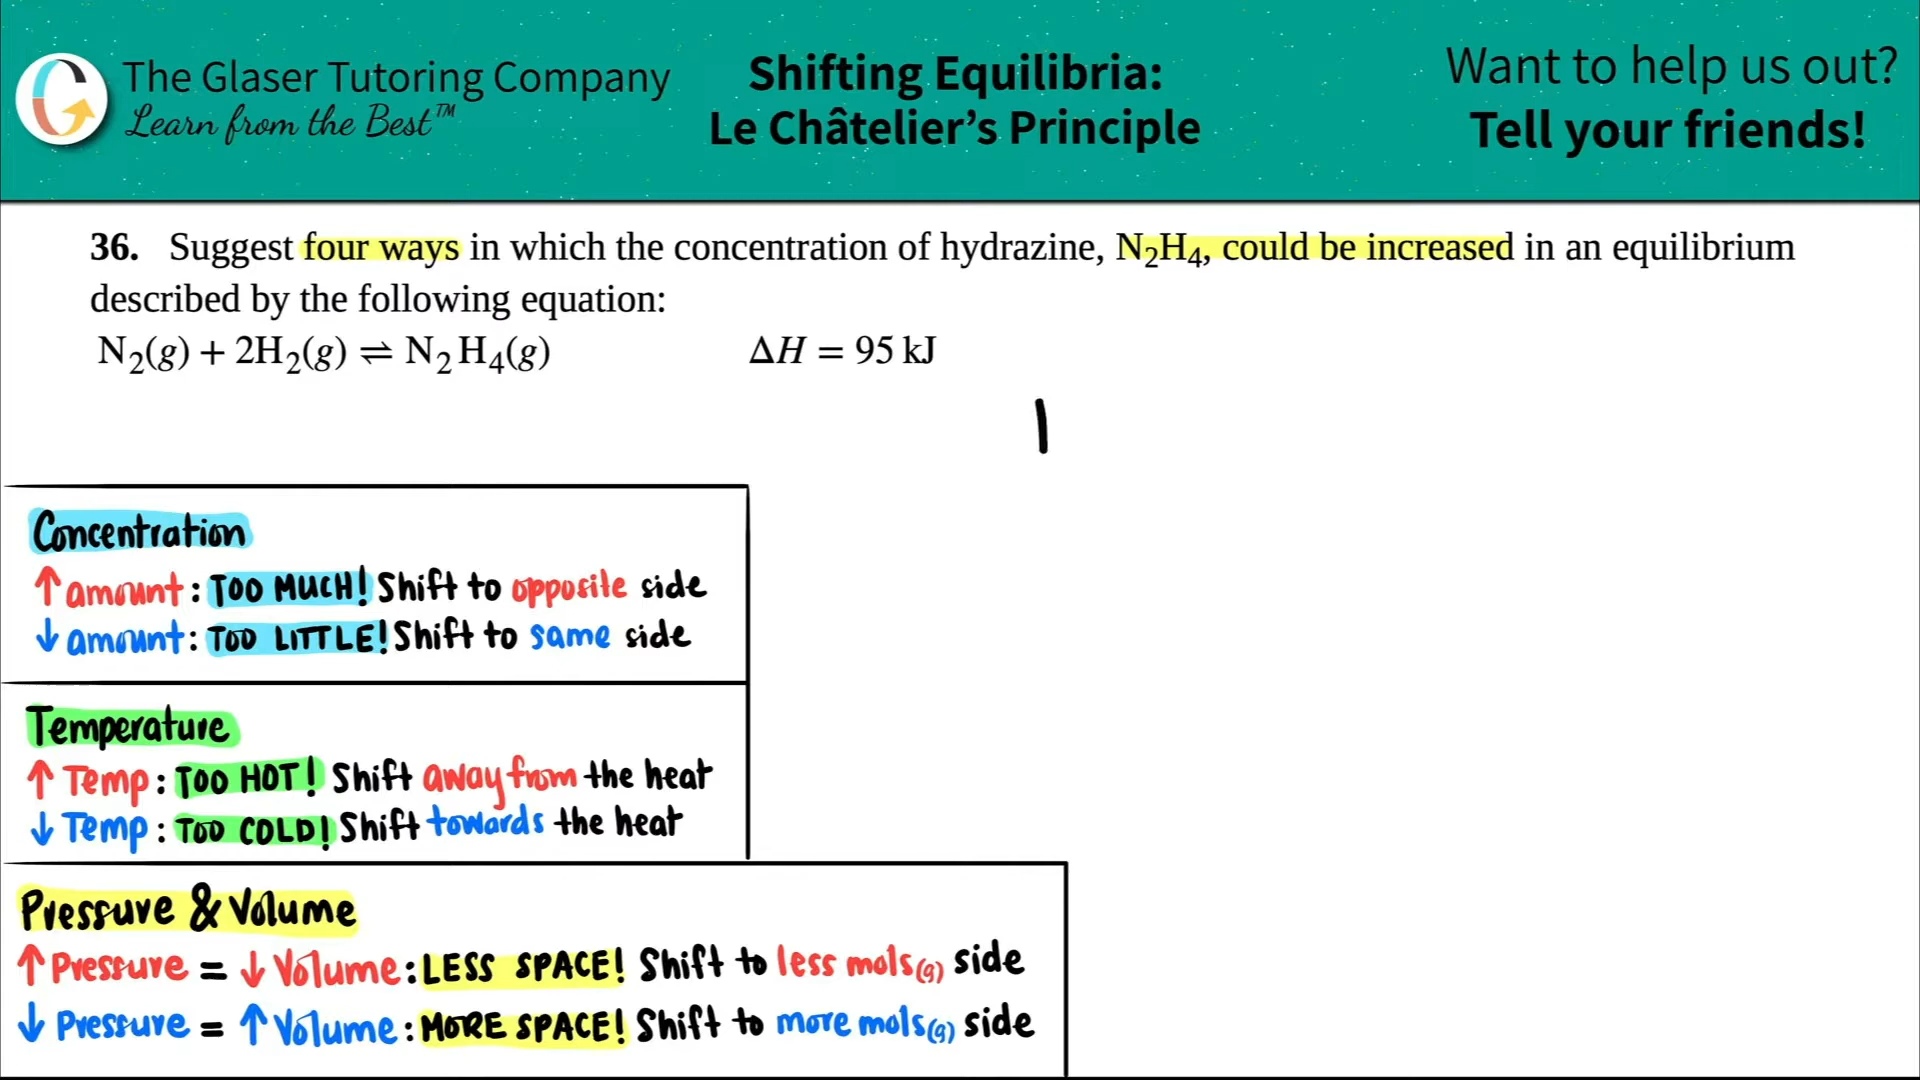 The Glaser Tutoring Company
Learn from the Best™
Shifting Equilibria:
Le Châtelier's Principle
Want to help us out?
Tell your friends!
36. Suggest four ways in which the concentration of hydrazine, N₂H₄, could be increased in an equilibrium
described by the following equation:
N₂(g) + 2H₂(g) ⇌ N₂H₄(g) ΔH = 95 kJ
Concentration
↑ amount: TOO MUCH! Shift to opposite side
↓ amount: TOO LITTLE! Shift to same side
Temperature
↑ Temp: TOO HOT! Shift away from the heat
↓ Temp: TOO COLD! Shift towards the heat
Pressure & Volume
↑ Pressure = ↓ Volume: LESS SPACE! Shift to less mols(g) side
↓ Pressure = ↑ Volume: MORE SPACE! Shift to more mols(g) side